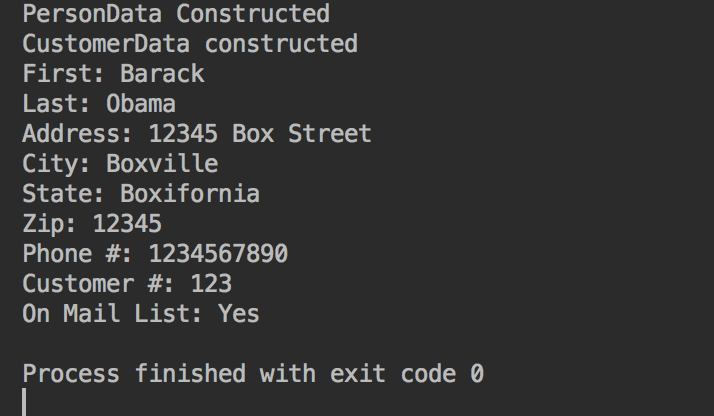 PersonData Constructed
CustomerData constructed
First: Barack
Last: Obama
Address: 12345 Box Street
City: Boxville
State: Boxifornia
Zip: 12345
Phone #: 1234567890
Customer #: 123
On Mail List: Yes
Process finished with exit code 0